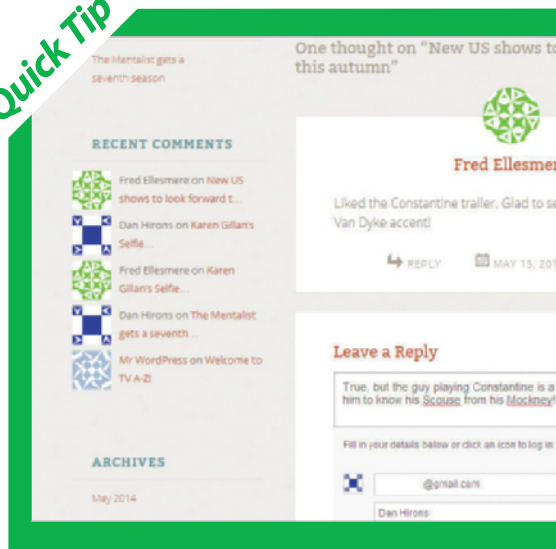 Quick Tip
The Mentalist gets a
seventh season
RECENT COMMENTS
Fred Ellesmere on New US
shows to look forward t…
Dan Hirons on Karen Gillan's
Selfie…
Fred Ellesmere on Karen
Gillan's Selfie…
Dan Hirons on The Mentalist
gets a seventh…
Mr WordPress on Welcome to
TV A-Z!
ARCHIVES
May 2014
One thought on “New US shows to
this autumn”
Fred Ellesmer
Liked the Constantine trailer. Glad to se
Van Dyke accent!
REPLY
MAY 15, 201
Leave a Reply
True, but the guy playing Constantine is a
him to know his Scouse from his Mockney!
Fill in your details below or click an icon to log in:
@gmail.com
Dan Hirons